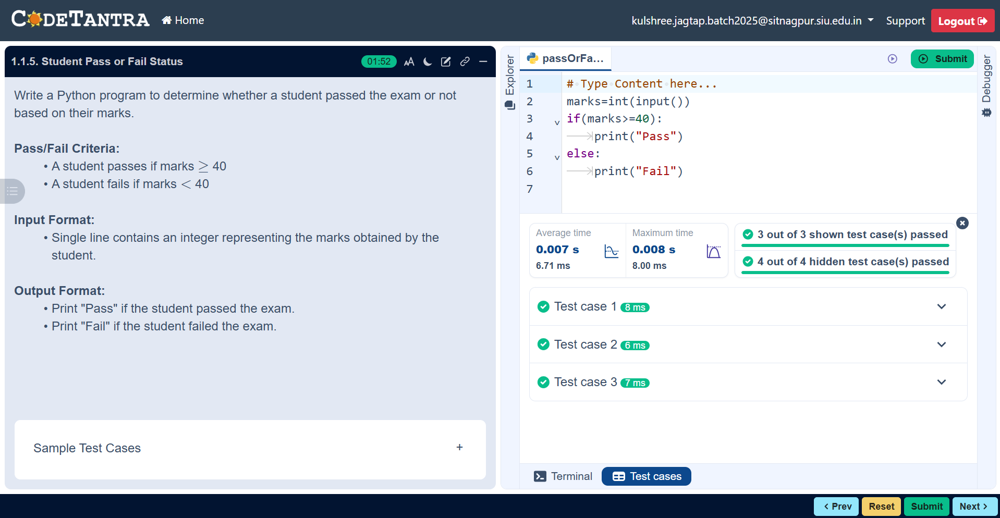 CODETANTRA Home kulshree.jagtap.batch2025@sitnagpur.siu.edu.in Support Logout
1.1.5. Student Pass or Fail Status 01:52
Write a Python program to determine whether a student passed the exam or not
based on their marks.
Pass/Fail Criteria:
• A student passes if marks ≥ 40
• A student fails if marks < 40
Input Format:
• Single line contains an integer representing the marks obtained by the
student.
Output Format:
• Print "Pass" if the student passed the exam.
• Print "Fail" if the student failed the exam.
Sample Test Cases +
Explorer
passOrFa...
Submit
Debugger
1 # Type Content here...
2 marks=int(input())
3 if(marks>=40):
4 print("Pass")
5 else:
6 print("Fail")
7
Average time
0.007 s
6.71 ms
Maximum time
0.008 s
8.00 ms
3 out of 3 shown test case(s) passed
4 out of 4 hidden test case(s) passed
Test case 1 8 ms
Test case 2 6 ms
Test case 3 7 ms
Terminal Test cases
< Prev Reset Submit Next >